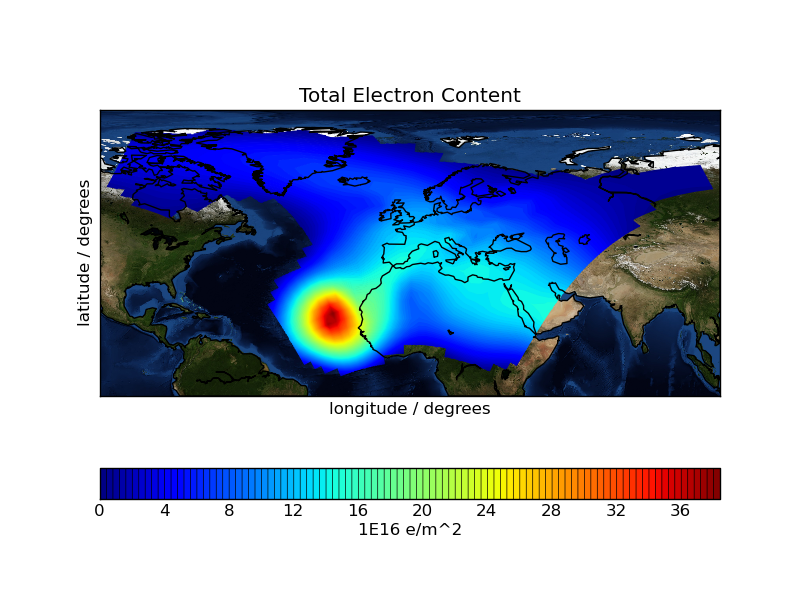 Total Electron Content
latitude / degrees
longitude / degrees
0 4 8 12 16 20 24 28 32 36
1E16 e/m^2